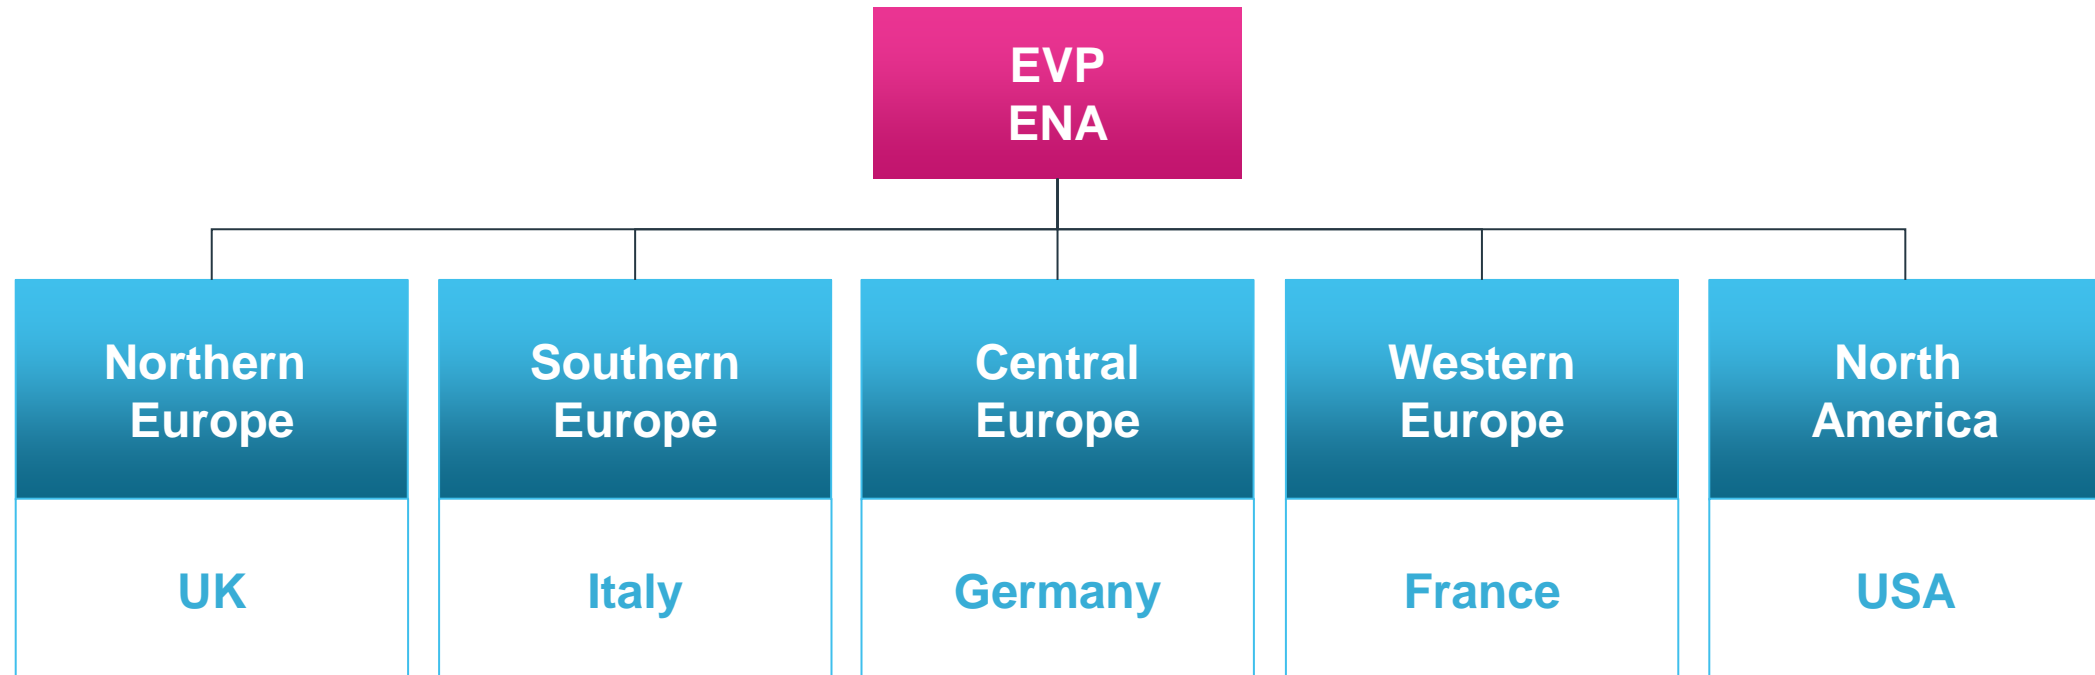 EVP
ENA
Northern
Europe
Southern
Europe
Central
Europe
Western
Europe
North
America
UK
Italy
Germany
France
USA